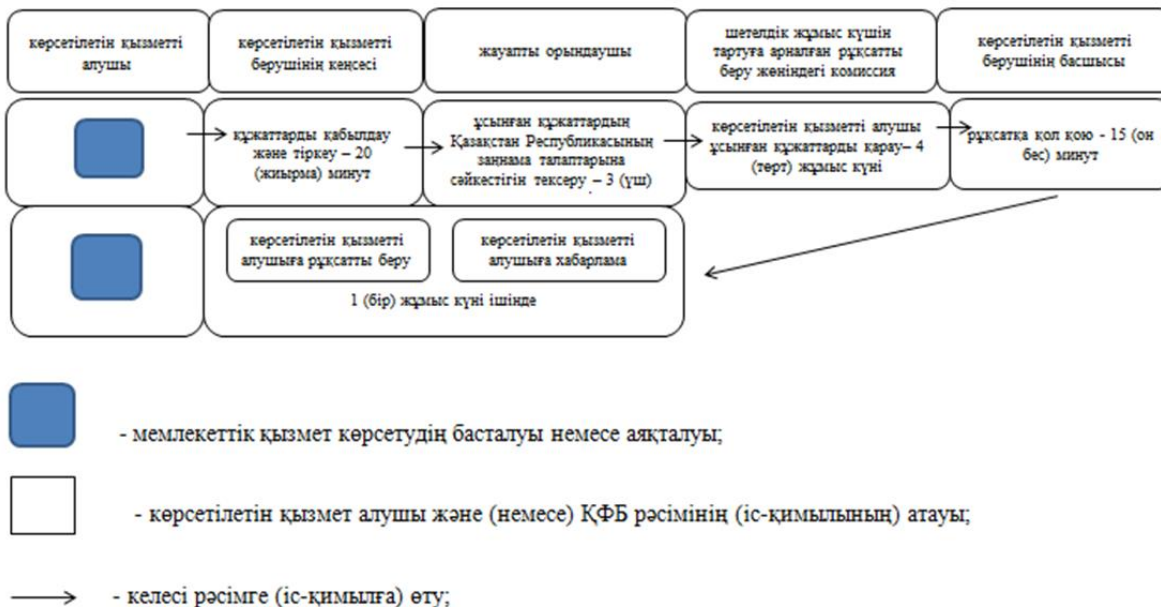 көрсетілетін қызметті
алушы
көрсетілетін қызметті
берушінің кеңсесі
жауапты орындаушы
шетелдік жұмыс күшін
тартуға арналған рұқсатты
беру жөніндегі комиссия
көрсетілетін қызметті
берушінің басшысы
құжаттарды қабылдау
және тіркеу – 20
(жиырма) минут
ұсынған құжаттардың
Қазақстан Республикасының
заңнама талаптарына
сәйкестігін тексеру – 3 (үш)
көрсетілетін қызметті алушы
ұсынған құжаттарды қарау– 4
(төрт) жұмыс күні
рұқсатқа қол қою - 15 (он
бес) минут
көрсетілетін қызметті
алушыға рұқсатты беру
көрсетілетін қызметті
алушыға хабарлама
1 (бір) жұмыс күні ішінде
- мемлекеттік қызмет көрсетудің басталуы немесе аяқталуы;
- көрсетілетін қызмет алушы және (немесе) ҚФБ рәсімінің (іс-қимылының) атауы;
- келесі рәсімге (іс-қимылға) өту;